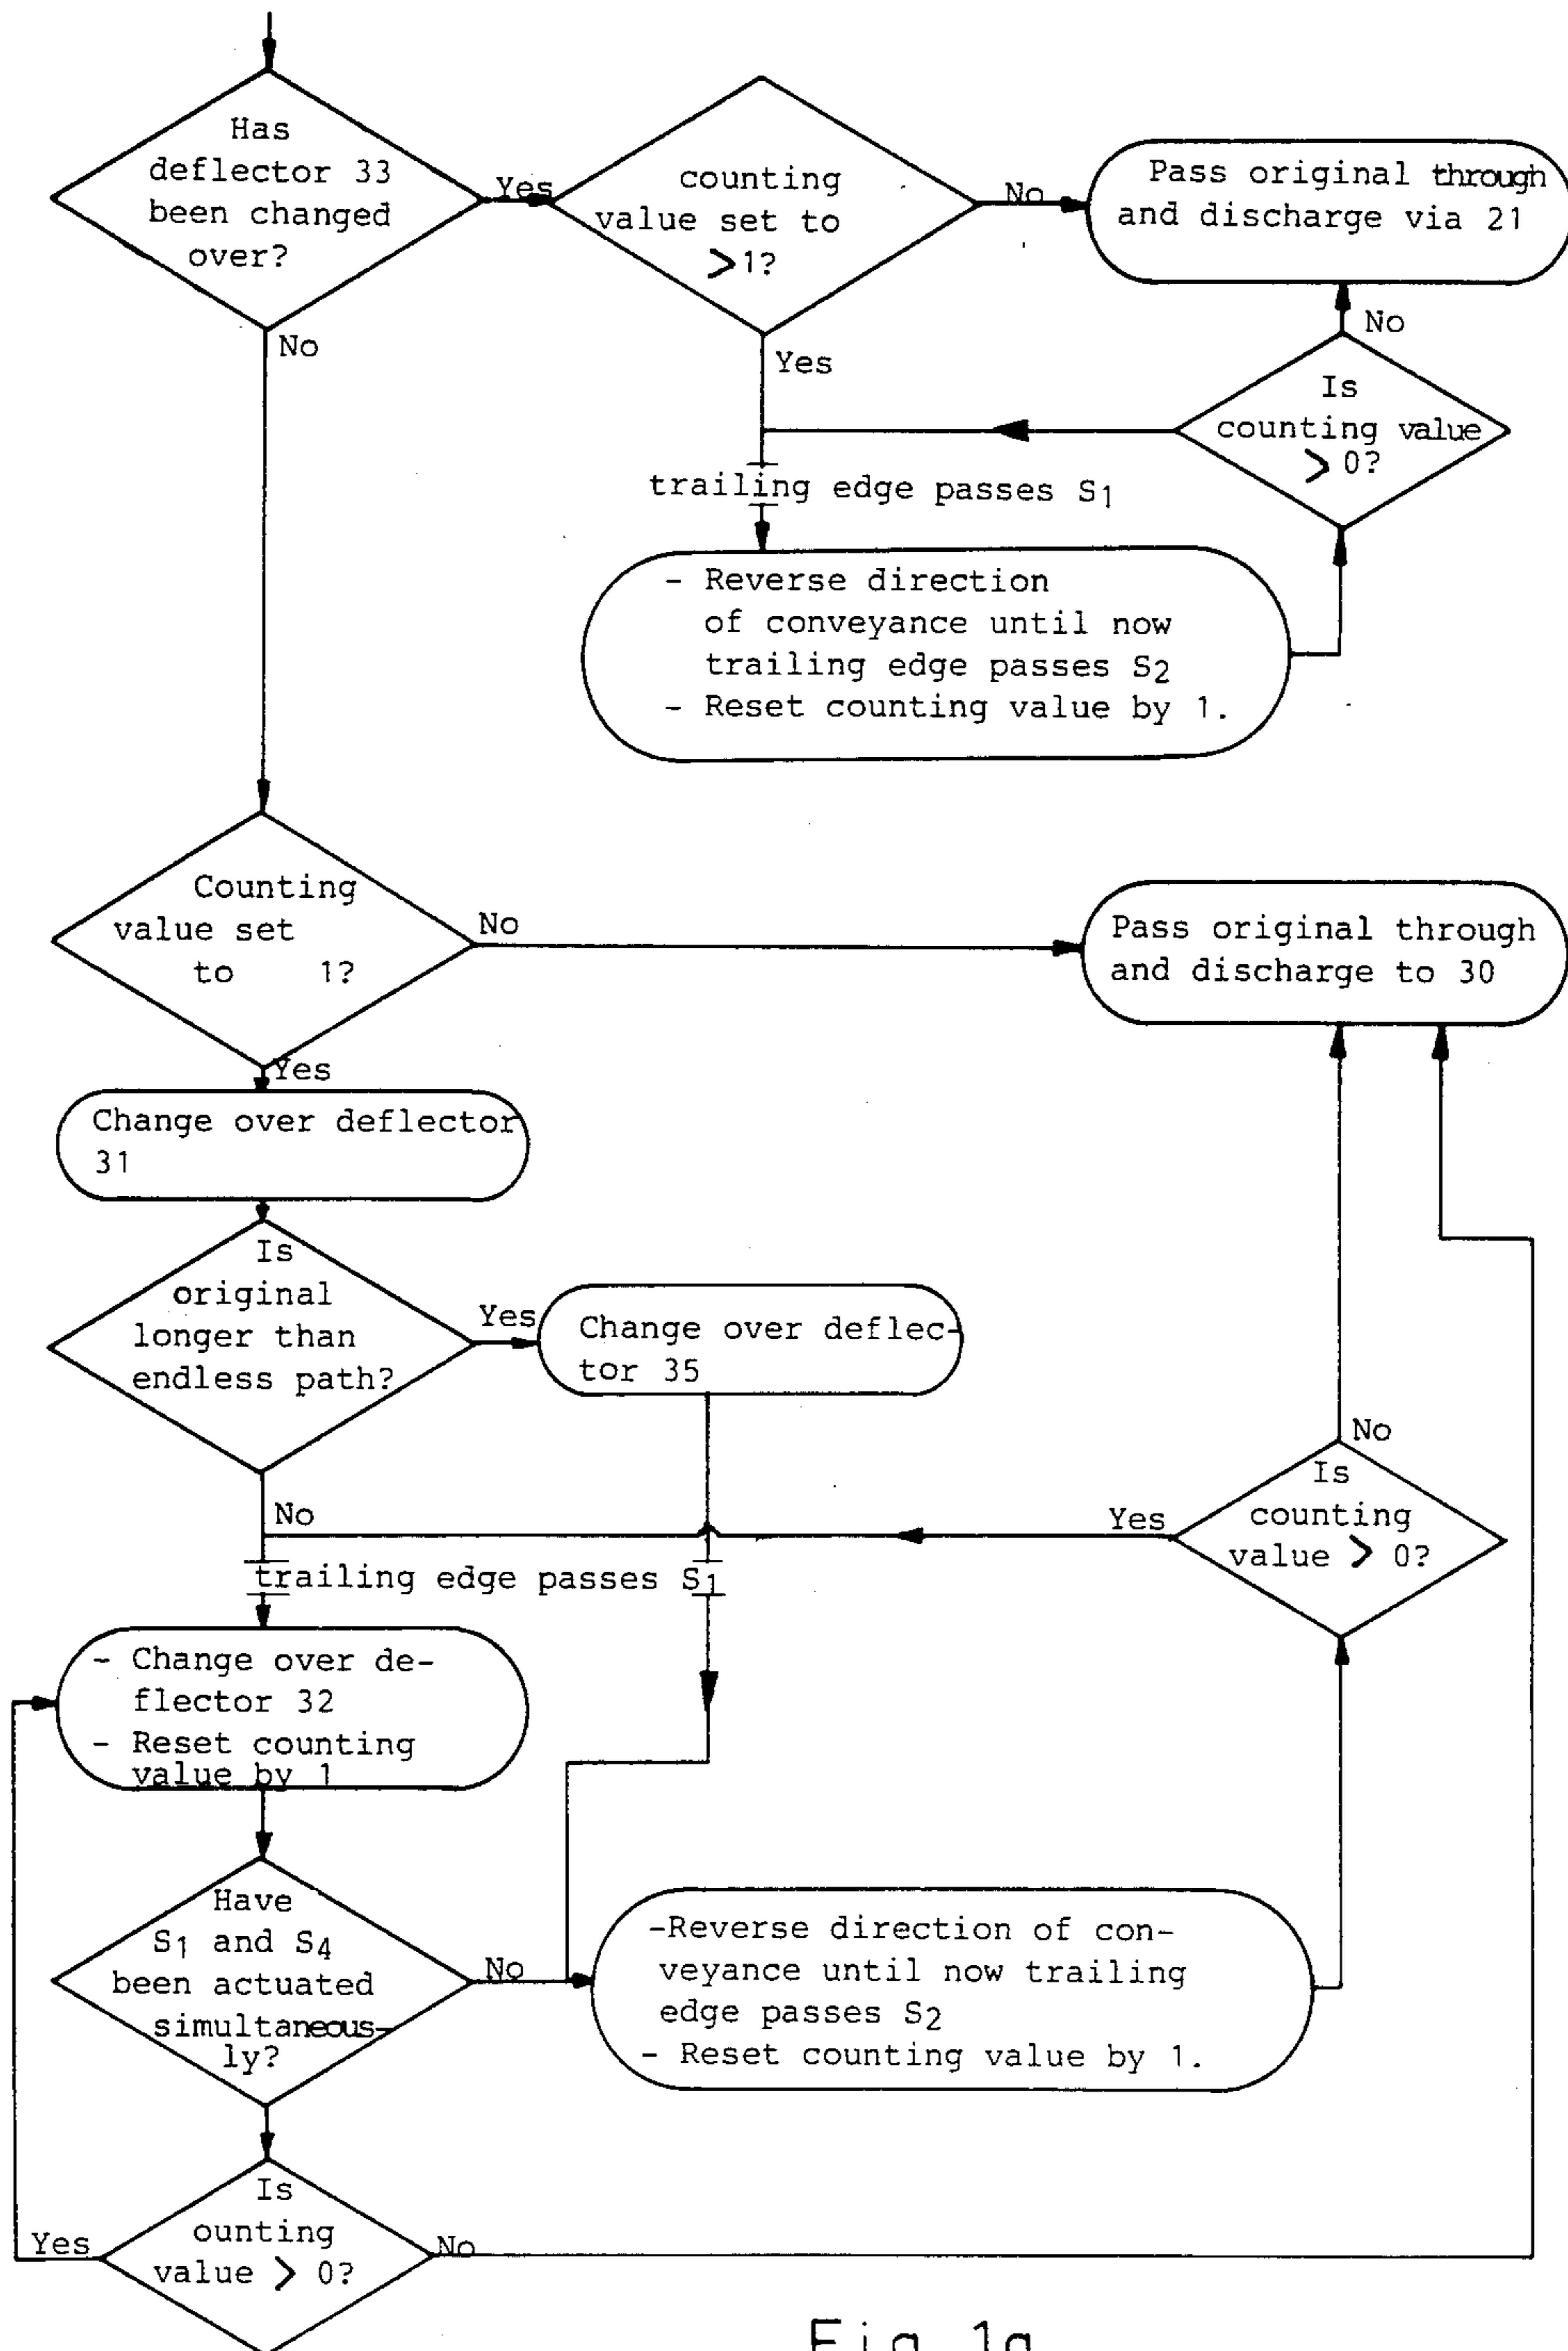 Has
deflector 33
been changed
over?
Yes
No
counting
value set to
>1?
No
Yes
Pass original through
and discharge via 21
No
Is
counting value
> 0?
trailing edge passes S1
- Reverse direction
of conveyance until now
trailing edge passes S2
- Reset counting value by 1.
Counting
value set
to 1?
No
Yes
Pass original through
and discharge to 30
Change over deflector
31
Is
original
longer than
endless path?
Yes
No
Change over deflec-
tor 35
No
Is
counting
value > 0?
Yes
trailing edge passes S1
- Change over de-
flector 32
- Reset counting
value by 1
Have
S1 and S4
been actuated
simultaneous-
ly?
No
-Reverse direction of con-
veyance until now trailing
edge passes S2
- Reset counting value by 1.
Is
ounting
value > 0?
Yes
No
Fig. 1a